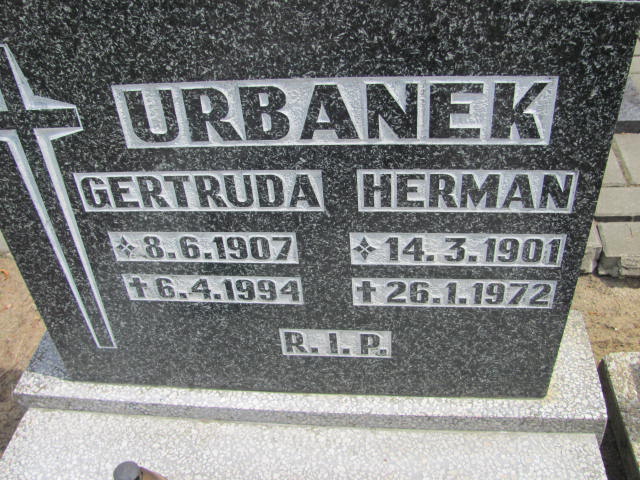 URBANEK
GERTRUDA HERMAN
✧ 8.6.1907 ✧ 14.3.1901
✝ 6.4.1994 ✝ 26.1.1972
R.I.P.